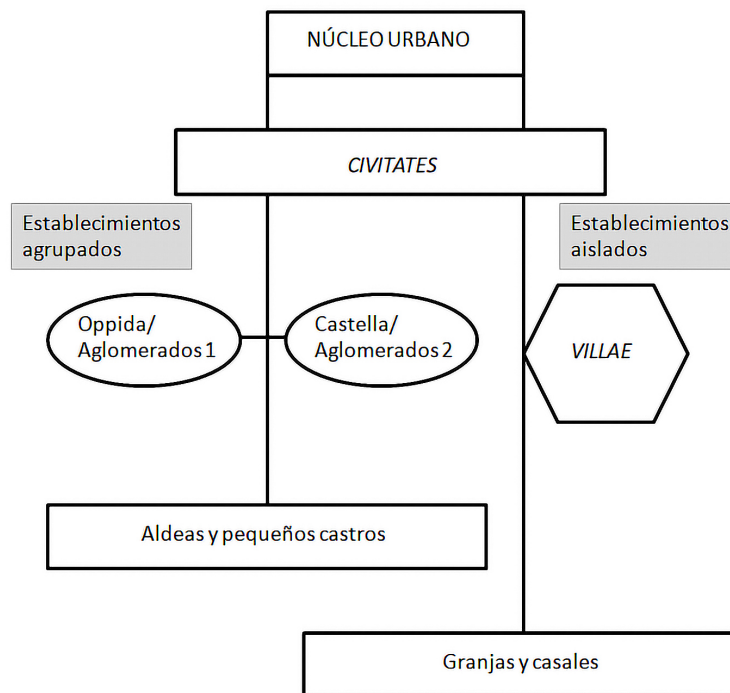 NÚCLEO URBANO
CIVITATES
Establecimientos
agrupados
Establecimientos
aislados
Oppida/
Aglomerados 1
Castella/
Aglomerados 2
VILLAE
Aldeas y pequeños castros
Granjas y casales